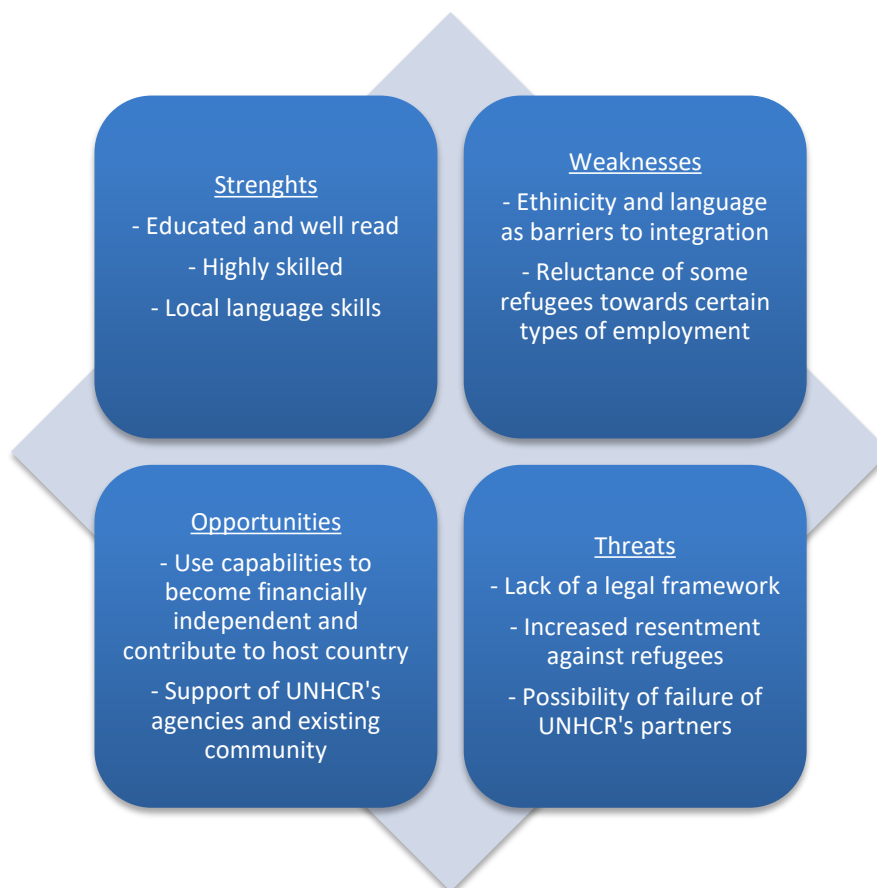 Strenghts
- Educated and well read
- Highly skilled
- Local language skills
Weaknesses
- Ethinicity and language
as barriers to integration
- Reluctance of some
refugees towards certain
types of employment
Opportunities
- Use capabilities to
become financially
independent and
contribute to host country
- Support of UNHCR's
agencies and existing
community
Threats
- Lack of a legal framework
- Increased resentment
against refugees
- Possibility of failure of
UNHCR's partners